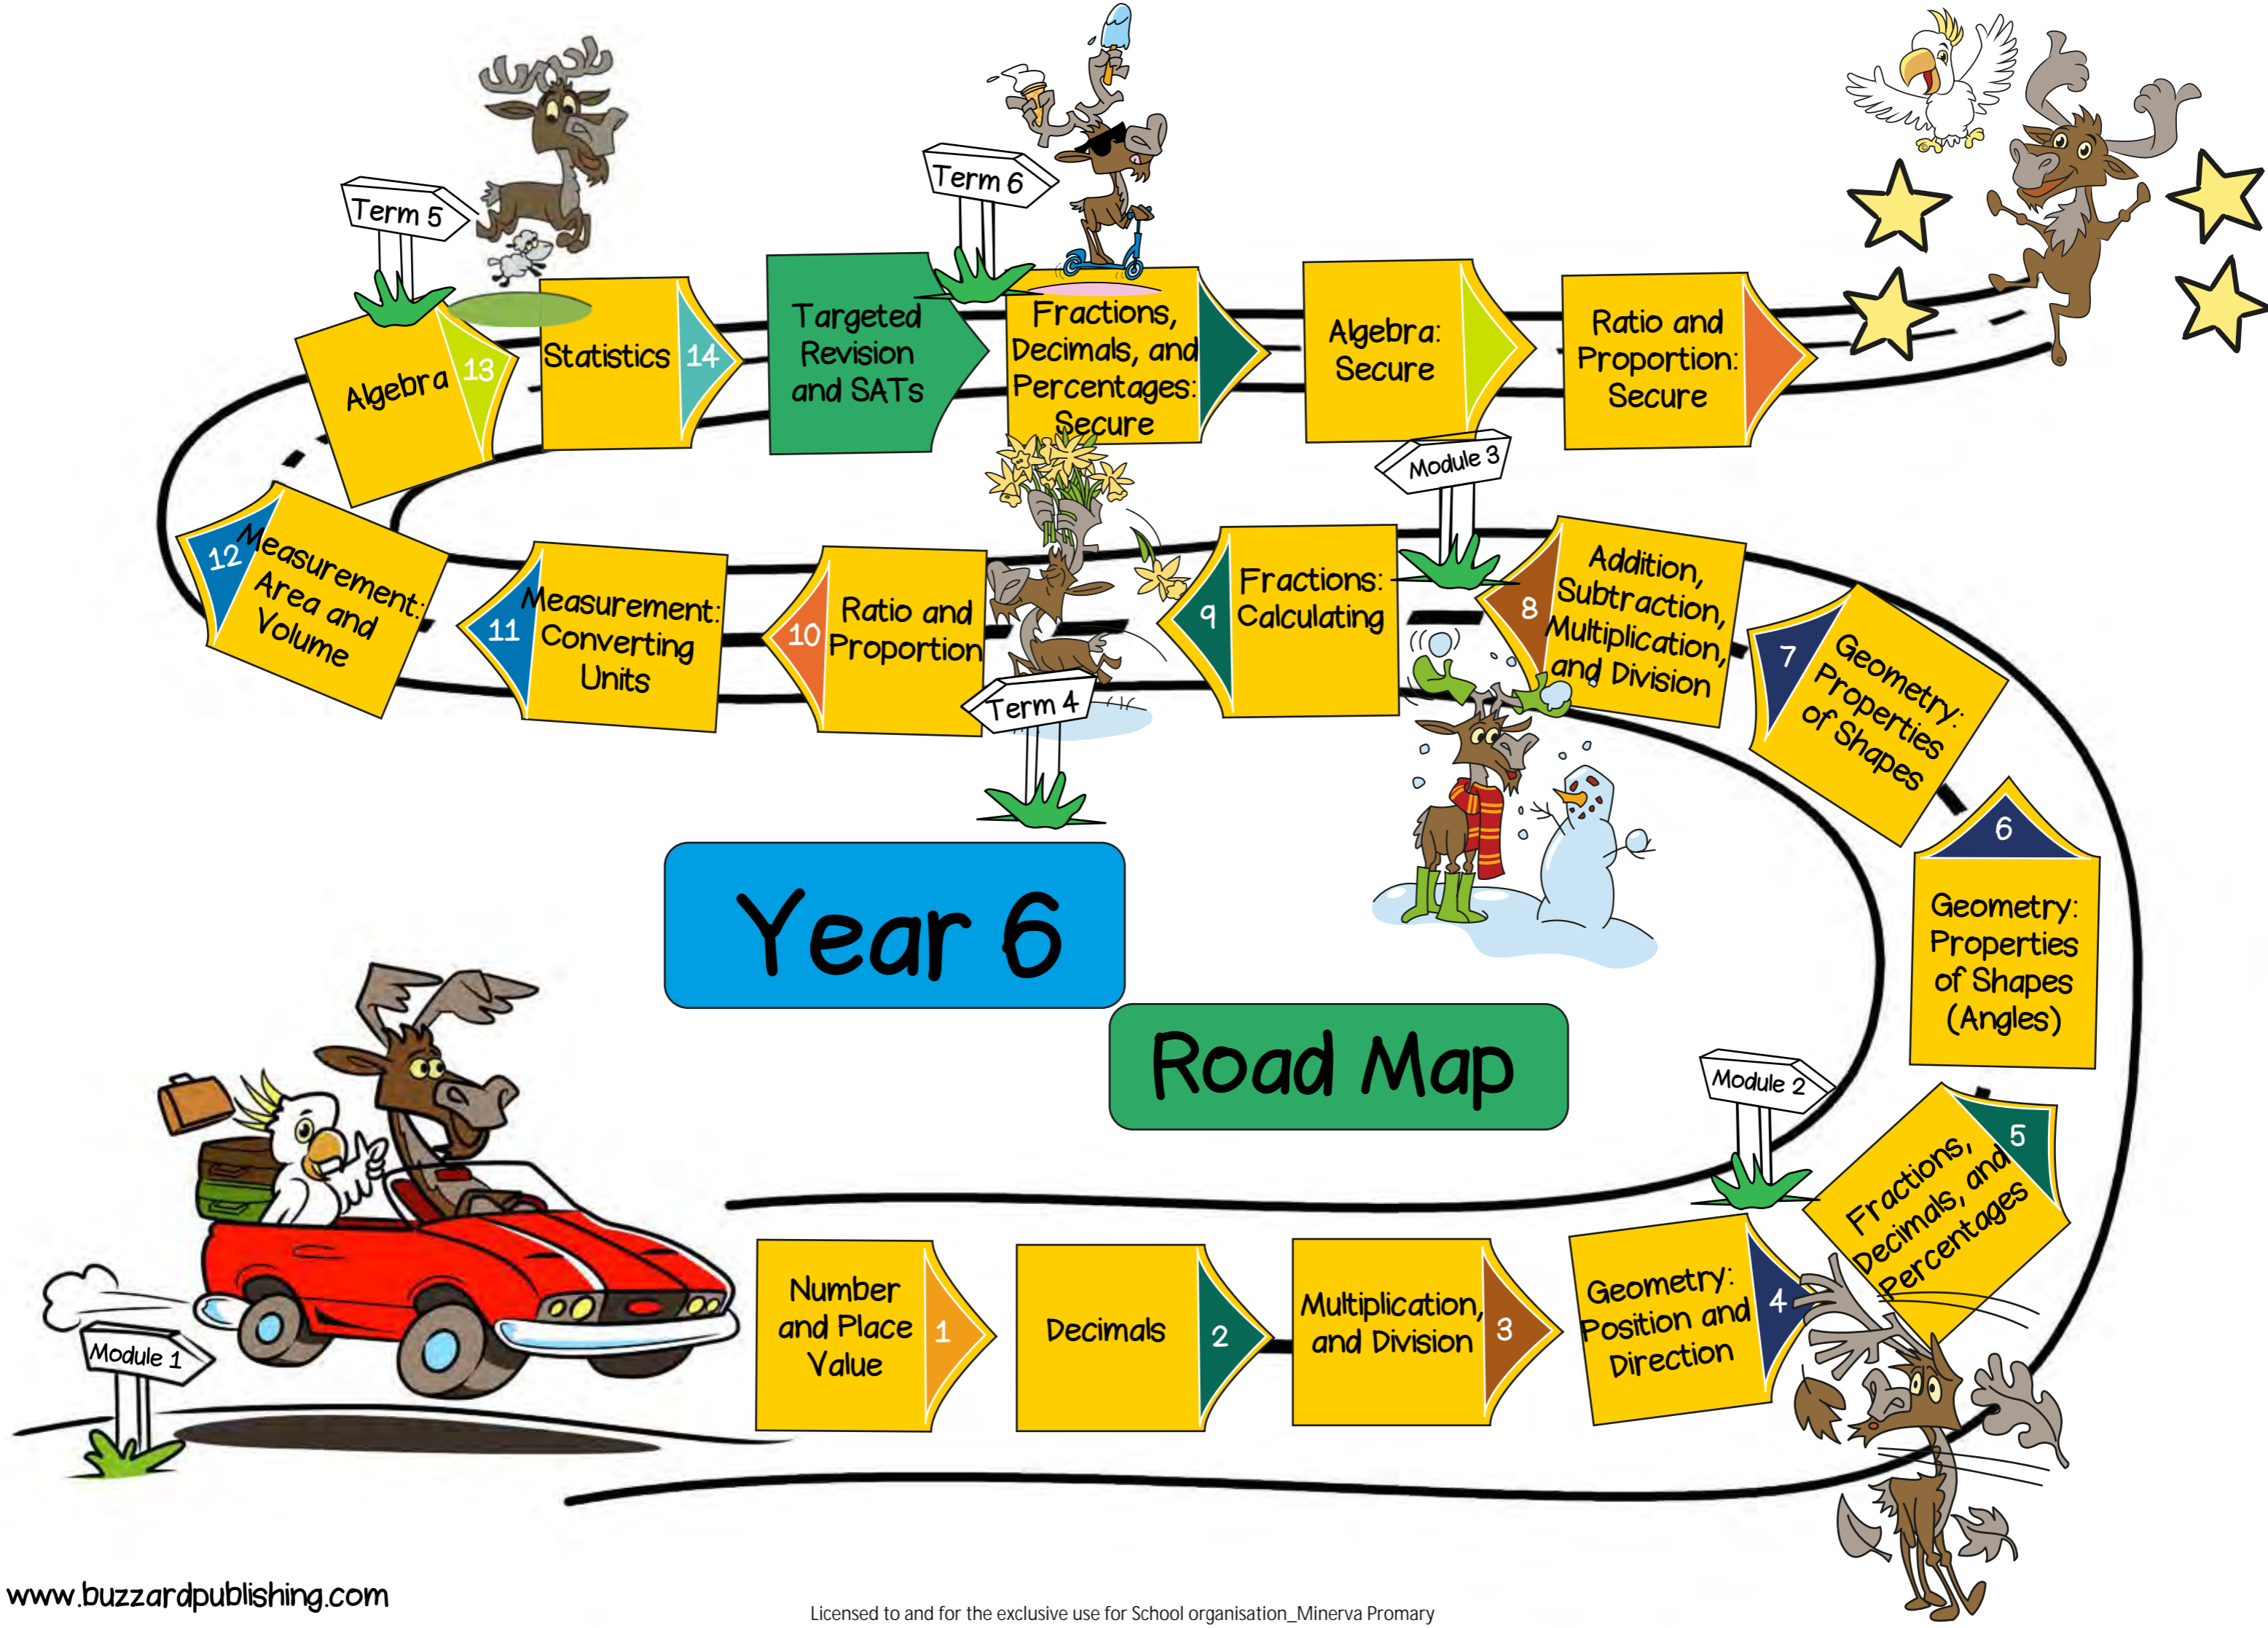 Term 5
Term 6
Algebra
13
Statistics
14
Targeted
Revision
and SATs
Fractions,
Decimals, and
Percentages:
Secure
Algebra:
Secure
Ratio and
Proportion:
Secure
12
Measurement:
Area and
Volume
11
Measurement:
Converting
Units
10
Ratio and
Proportion
Term 4
9
Fractions:
Calculating
Module 3
8
Addition,
Subtraction,
Multiplication,
and Division
7
Geometry:
Properties
of Shapes
6
Geometry:
Properties
of Shapes
(Angles)
Year 6
Road Map
Module 2
5
Fractions,
Decimals, and
Percentages
Module 1
Number
and Place
Value
1
Decimals
2
Multiplication,
and Division
3
Geometry:
Position and
Direction
4
www.buzzardpublishing.com
Licensed to and for the exclusive use for School organisation_Minerva Promary